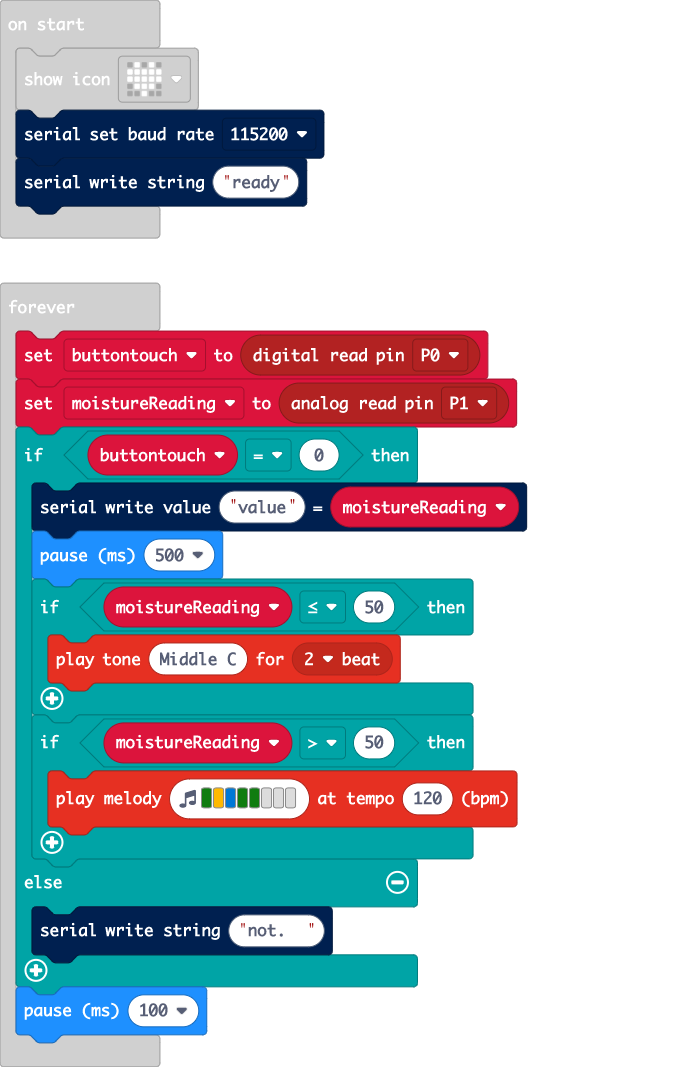 on start
show icon
serial set baud rate 115200
serial write string "ready"
forever
set buttontouch to digital read pin P0
set moistureReading to analog read pin P1
if buttontouch = 0 then
serial write value "value" = moistureReading
pause (ms) 500
if moistureReading ≤ 50 then
play tone Middle C for 2 beat
if moistureReading > 50 then
play melody at tempo 120 (bpm)
else
serial write string "not. "
pause (ms) 100